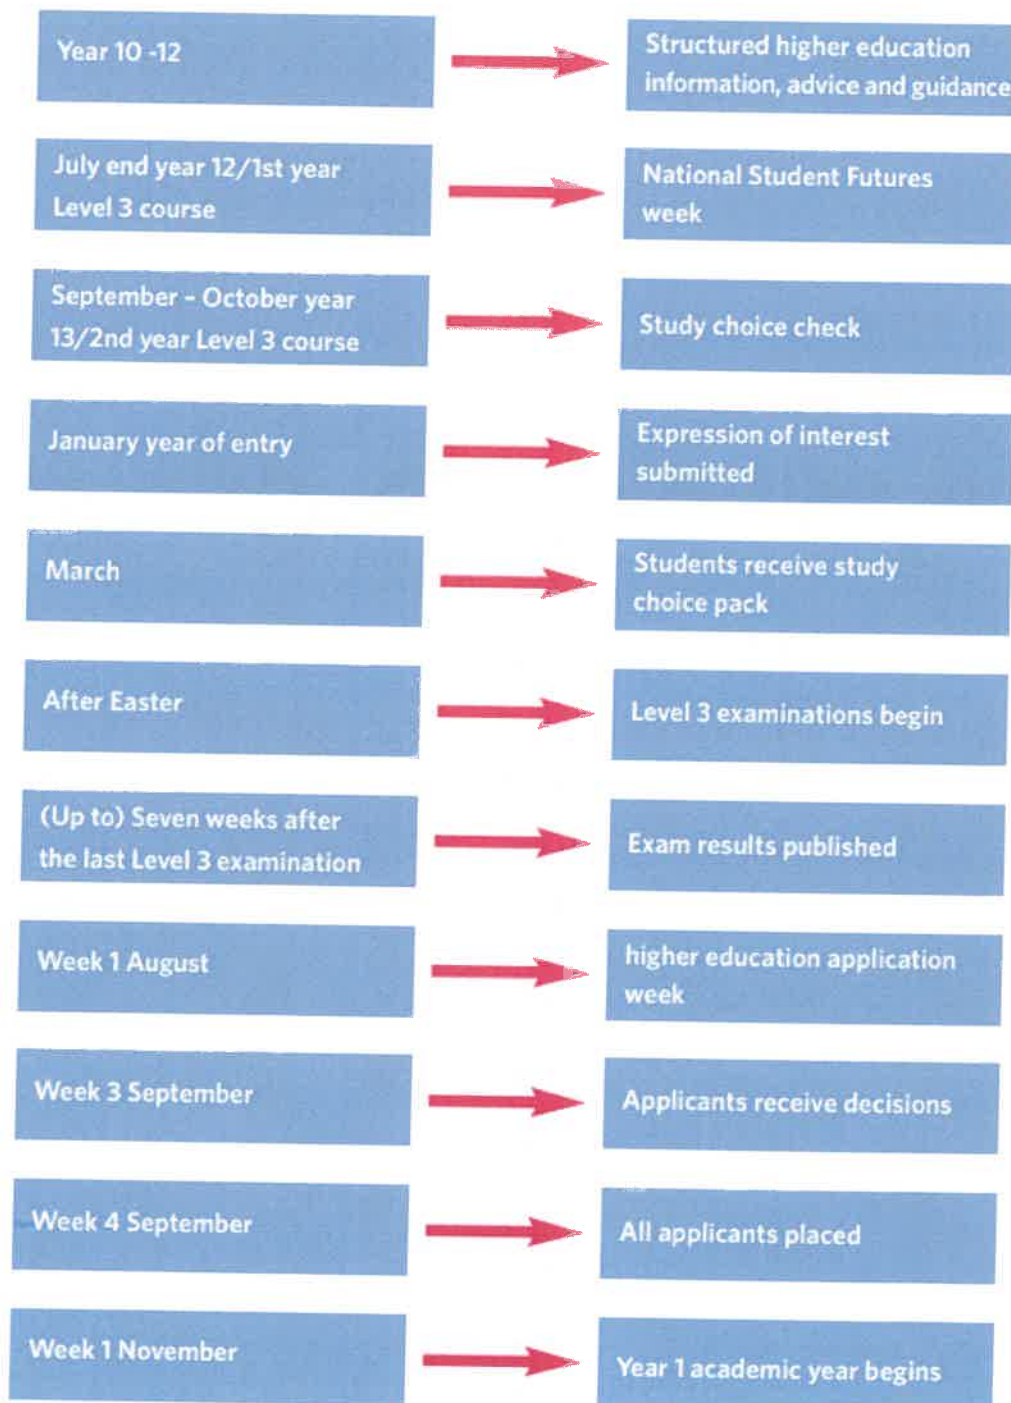 Year 10 -12
Structured higher education
information, advice and guidance
July end year 12/1st year
Level 3 course
National Student Futures
week
September – October year
13/2nd year Level 3 course
Study choice check
January year of entry
Expression of interest
submitted
March
Students receive study
choice pack
After Easter
Level 3 examinations begin
(Up to) Seven weeks after
the last Level 3 examination
Exam results published
Week 1 August
higher education application
week
Week 3 September
Applicants receive decisions
Week 4 September
All applicants placed
Week 1 November
Year 1 academic year begins